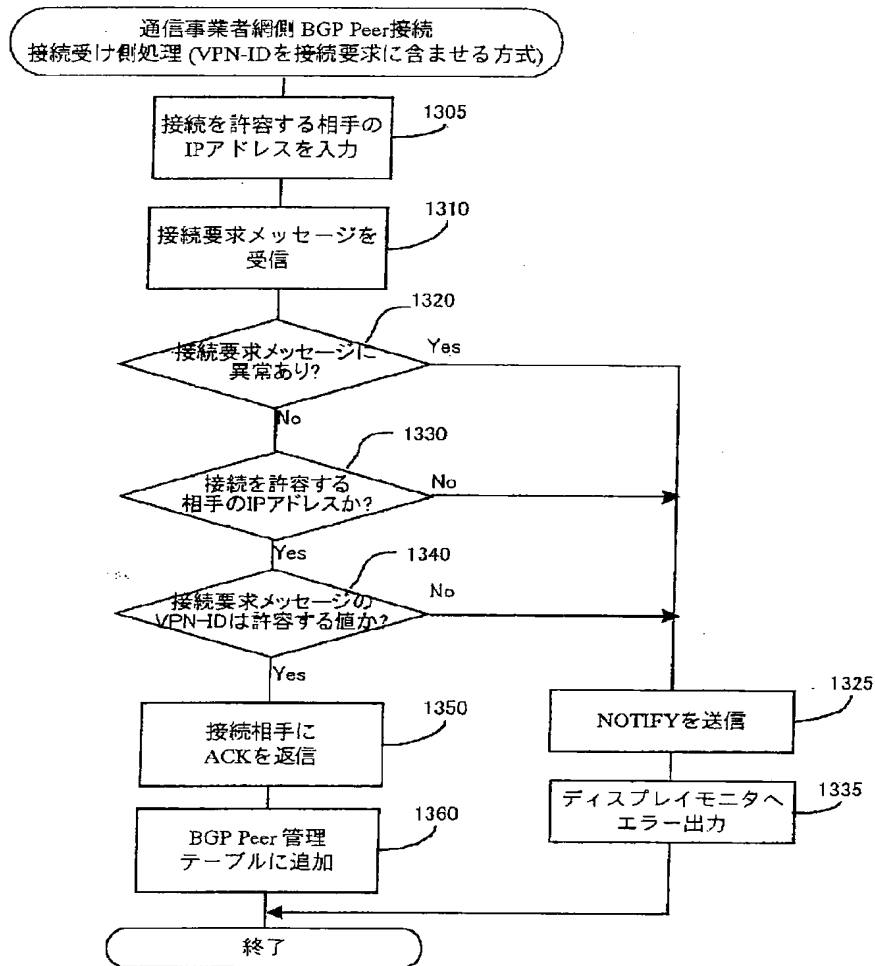 通信事業者網側 BGP Peer接続
接続受け側処理 (VPN-IDを接続要求に含ませる方式)
1305
接続を許容する相手の
IPアドレスを入力
1310
接続要求メッセージを
受信
1320
接続要求メッセージに
異常あり?
Yes
No
1330
接続を許容する
相手のIPアドレスか?
No
Yes
1340
接続要求メッセージの
VPN-IDは許容する値か?
No
Yes
1350
接続相手に
ACKを返信
1325
NOTIFYを送信
1360
BGP Peer 管理
テーブルに追加
1335
ディスプレイモニタへ
エラー出力
終了